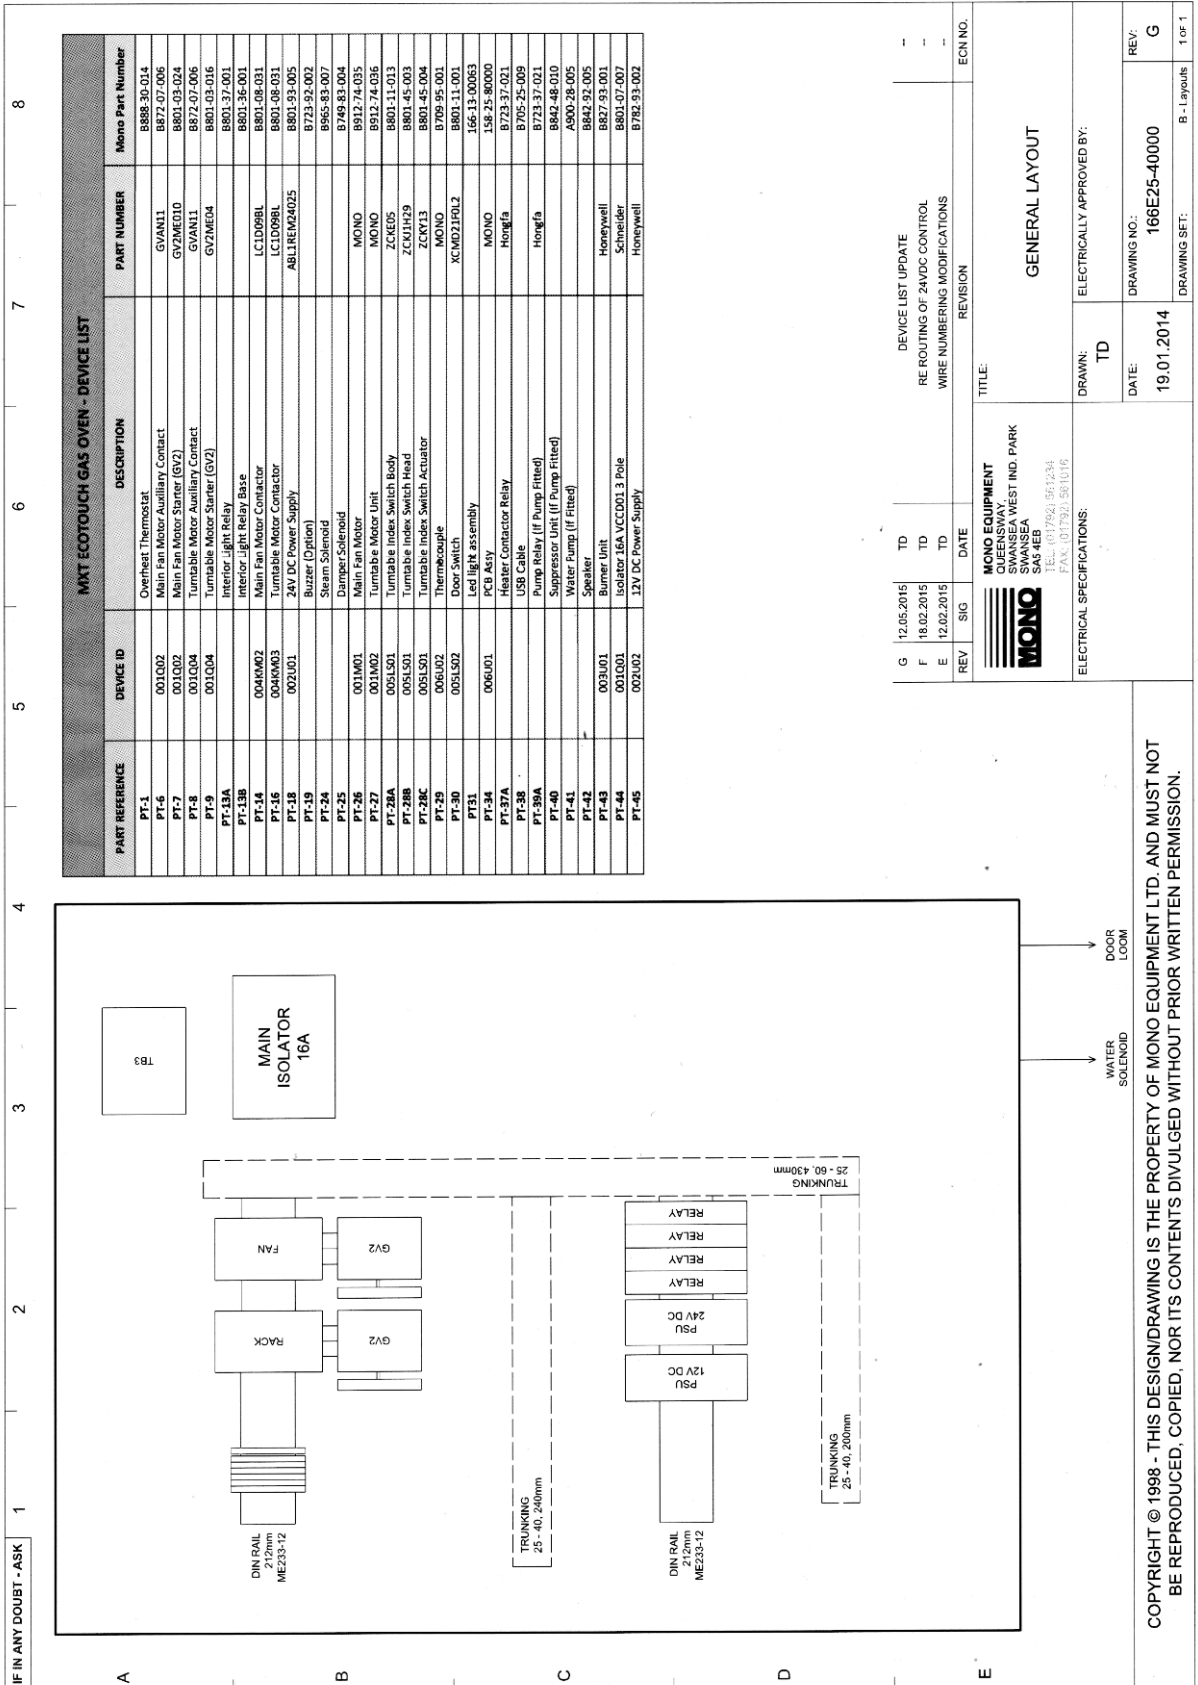 IF IN ANY DOUBT - ASK
1
2
3
4
5
6
7
8
A
B
C
D
E
DIN RAIL
212mm
ME233-12
RACK
FAN
GV2
GV2
TB3
MAIN
ISOLATOR
16A
TRUNKING
25 - 60, 430mm
TRUNKING
25 - 40, 240mm
DIN RAIL
212mm
ME233-12
PSU
12V DC
PSU
24V DC
RELAY
RELAY
RELAY
RELAY
TRUNKING
25 - 40, 200mm
WATER
SOLENOID
DOOR
LOOM
MXT ECOTOUCH GAS OVEN - DEVICE LIST
PART REFERENCE DEVICE ID DESCRIPTION PART NUMBER Mono Part Number
PT-1 Overheat Thermostat B888-30-014
PT-6 001Q02 Main Fan Motor Auxiliary Contact GVAN11 B872-07-006
PT-7 001Q02 Main Fan Motor Starter (GV2) GV2ME010 B801-03-024
PT-8 001Q04 Turntable Motor Auxiliary Contact GVAN11 B872-07-006
PT-9 001Q04 Turntable Motor Starter (GV2) GV2ME04 B801-03-016
PT-13A Interior Light Relay B801-37-001
PT-13B Interior Light Relay Base B801-36-001
PT-14 004KM02 Main Fan Motor Contactor LC1D09BL B801-08-031
PT-16 004KM03 Turntable Motor Contactor LC1D09BL B801-08-031
PT-18 002U01 24V DC Power Supply ABL1REM24025 B801-93-005
PT-19 Buzzer (Option) B723-92-002
PT-24 Steam Solenoid B965-83-007
PT-25 Damper Solenoid B749-83-004
PT-26 001M01 Main Fan Motor MONO B912-74-035
PT-27 001M02 Turntable Motor Unit MONO B912-74-036
PT-28A 005LS01 Turntable Index Switch Body ZCKE05 B801-11-013
PT-28B 005LS01 Turntable Index Switch Head ZCKJ1H29 B801-45-003
PT-28C 005LS01 Turntable Index Switch Actuator ZCKY13 B801-45-004
PT-29 006U02 Thermocouple MONO B709-95-001
PT-30 005LS02 Door Switch XCMD21F0L2 B801-11-001
PT31 Led light assembly 166-13-00063
PT-34 006U01 PCB Assy MONO 158-25-80000
PT-37A Heater Contactor Relay Hongfa B723-37-021
PT-38 USB Cable B705-25-009
PT-39A Pump Relay (If Pump Fitted) Hongfa B723-37-021
PT-40 Suppressor Unit (If Pump Fitted) B842-48-010
PT-41 Water Pump (If Fitted) A900-28-005
PT-42 Speaker B842-92-005
PT-43 003U01 Burner Unit Honeywell B827-93-001
PT-44 001Q01 Isolator 16A VCCD01 3 Pole Schneider B801-07-007
PT-45 002U02 12V DC Power Supply Honeywell B782-93-002
G 12.05.2015 TD DEVICE LIST UPDATE --
F 18.02.2015 TD RE ROUTING OF 24VDC CONTROL --
E 12.02.2015 TD WIRE NUMBERING MODIFICATIONS --
REV SIG DATE REVISION ECN NO.
MONO
MONO EQUIPMENT
QUEENSWAY,
SWANSEA WEST IND. PARK
SWANSEA
SA5 4EB
TEL. (01792) 561234
FAX. (01792) 561016
TITLE:
GENERAL LAYOUT
ELECTRICAL SPECIFICATIONS:
DRAWN:
TD
ELECTRICALLY APPROVED BY:
DATE:
19.01.2014
DRAWING NO.:
166E25-40000
REV:
G
DRAWING SET: B - Layouts 1 OF 1
COPYRIGHT © 1998 - THIS DESIGN/DRAWING IS THE PROPERTY OF MONO EQUIPMENT LTD. AND MUST NOT
BE REPRODUCED, COPIED, NOR ITS CONTENTS DIVULGED WITHOUT PRIOR WRITTEN PERMISSION.